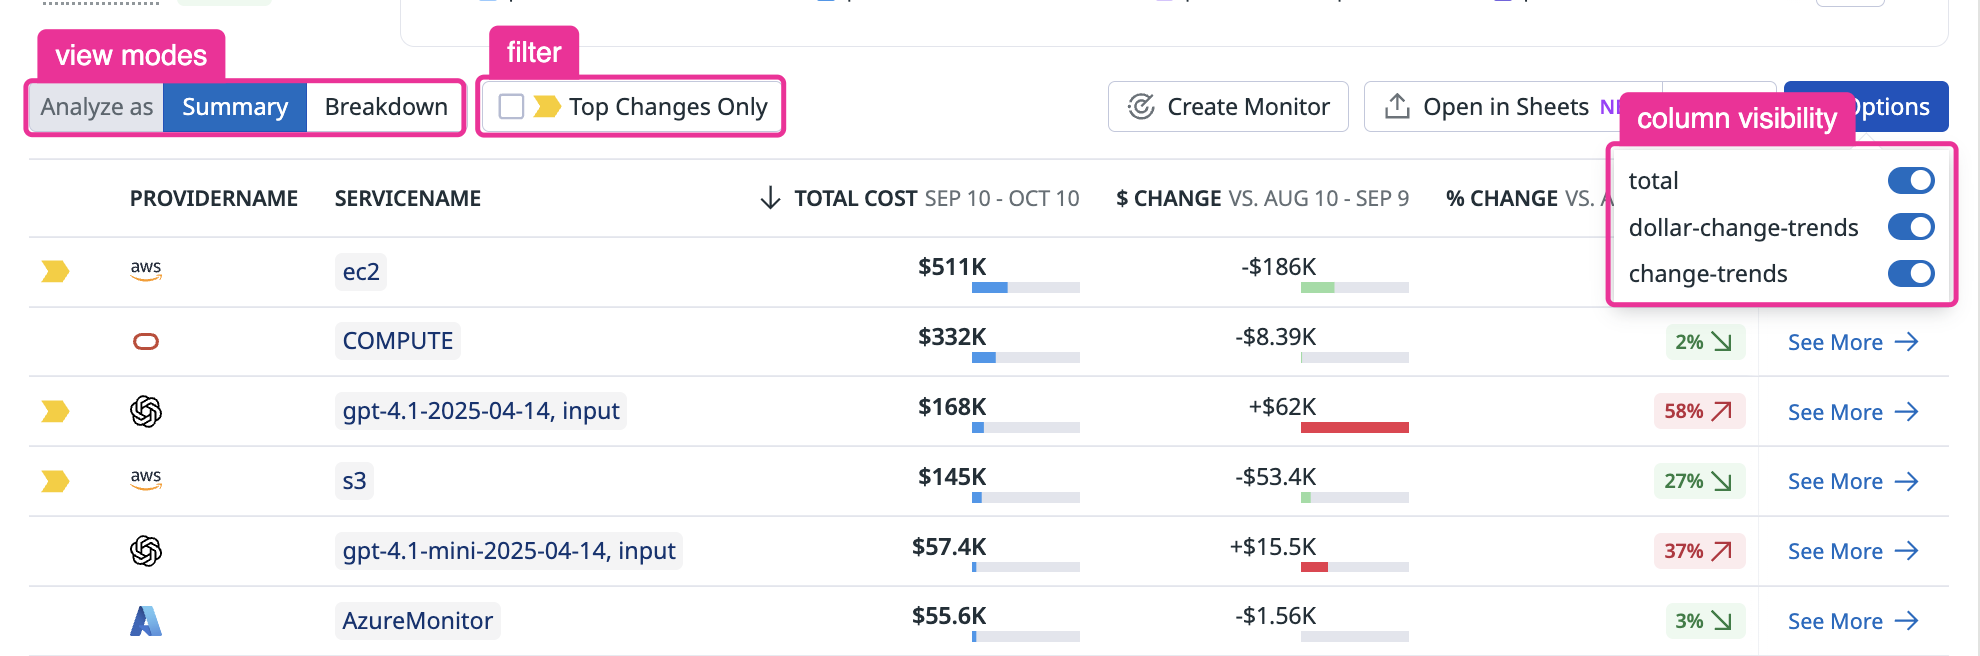 view modes
filter
Analyze as Summary Breakdown
Top Changes Only
Create Monitor
Open in Sheets
Options
column visibility
total
dollar-change-trends
change-trends
PROVIDERNAME SERVICENAME TOTAL COST SEP 10 - OCT 10 $ CHANGE VS. AUG 10 - SEP 9 % CHANGE VS.
aws ec2 $511K -$186K
COMPUTE $332K -$8.39K 2% See More
gpt-4.1-2025-04-14, input $168K +$62K 58% See More
aws s3 $145K -$53.4K 27% See More
gpt-4.1-mini-2025-04-14, input $57.4K +$15.5K 37% See More
AzureMonitor $55.6K -$1.56K 3% See More